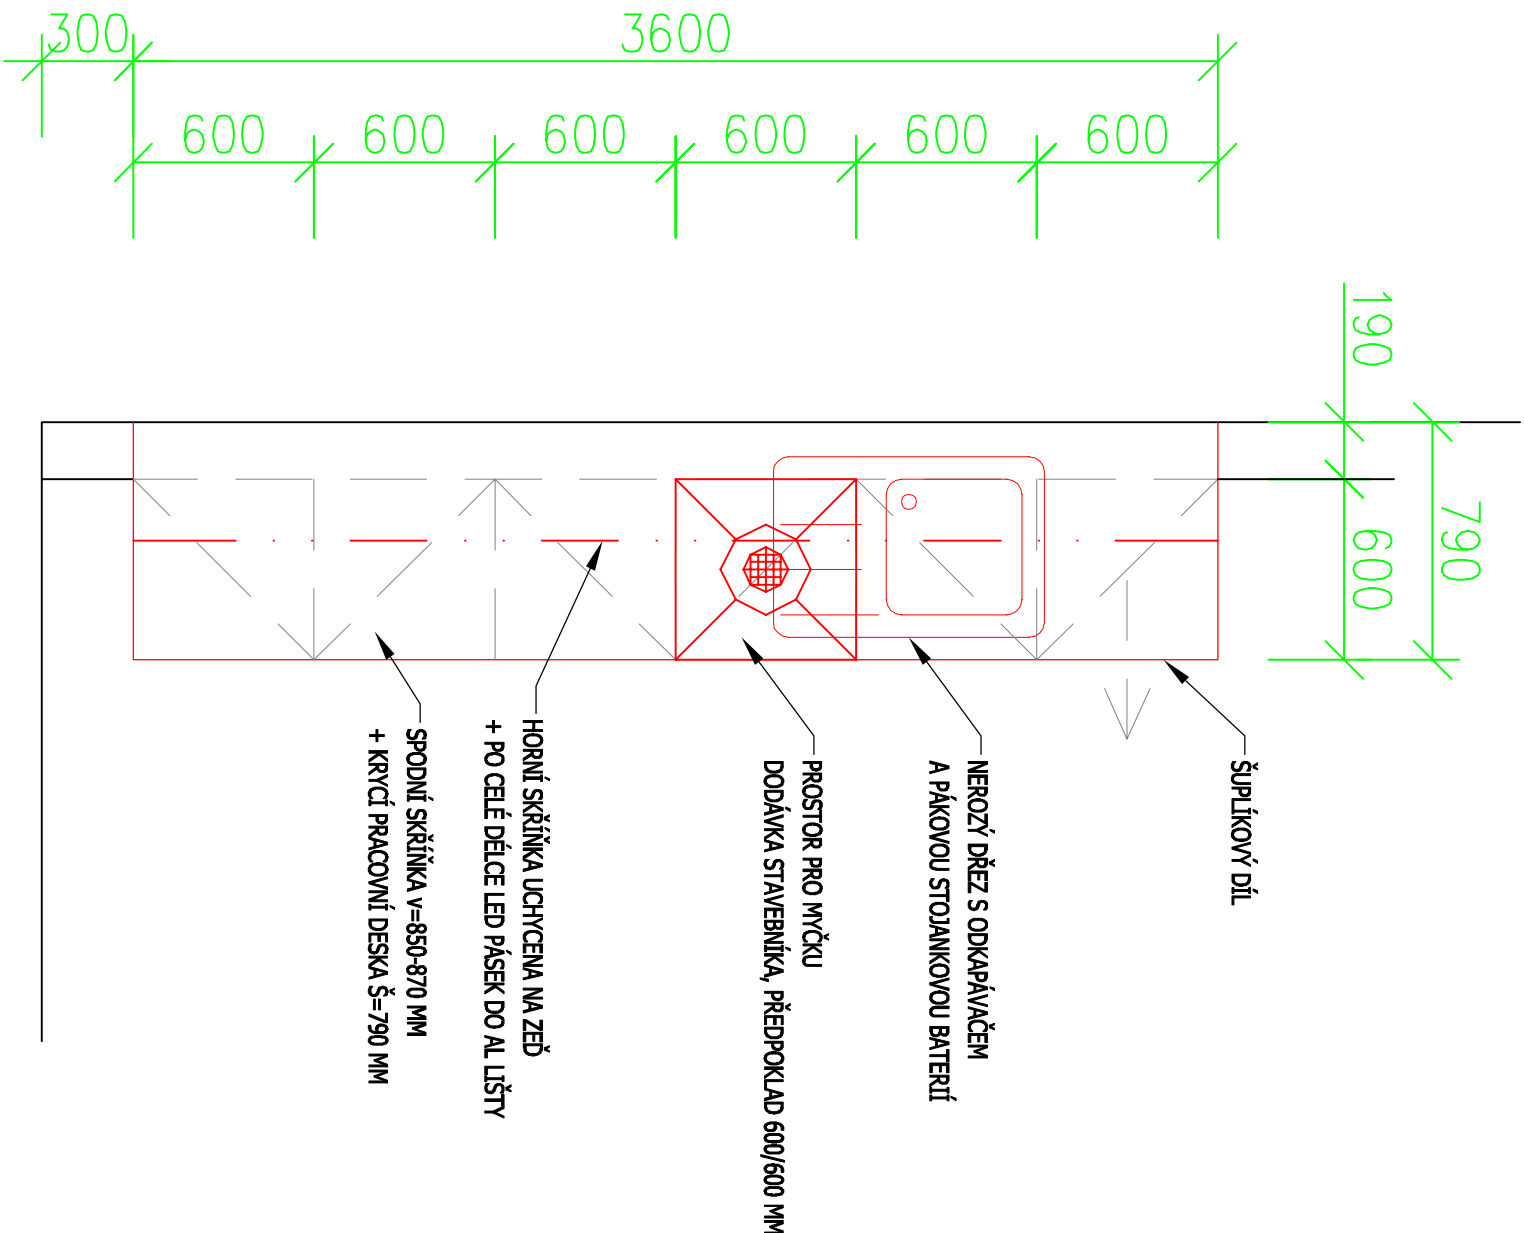 300
3600
600
600
600
600
600
600
190
600
790
ŠUPLÍKOVÝ DÍL
NEROZÝ DŘEZ S ODKAPÁVAČEM
A PÁKOVOU STOJANKOVOU BATERIÍ
PROSTOR PRO MYČKU
DODÁVKA STAVEBNÍKA, PŘEDPOKLAD 600/600 MM
HORNÍ SKŘÍŇKA UCHYCENA NA ZEĎ
+ PO CELÉ DÉLCE LED PÁSEK DO AL LIŠTY
SPODNÍ SKŘÍŇKA v=850-870 MM
+ KRYCÍ PRACOVNÍ DESKA Š=790 MM